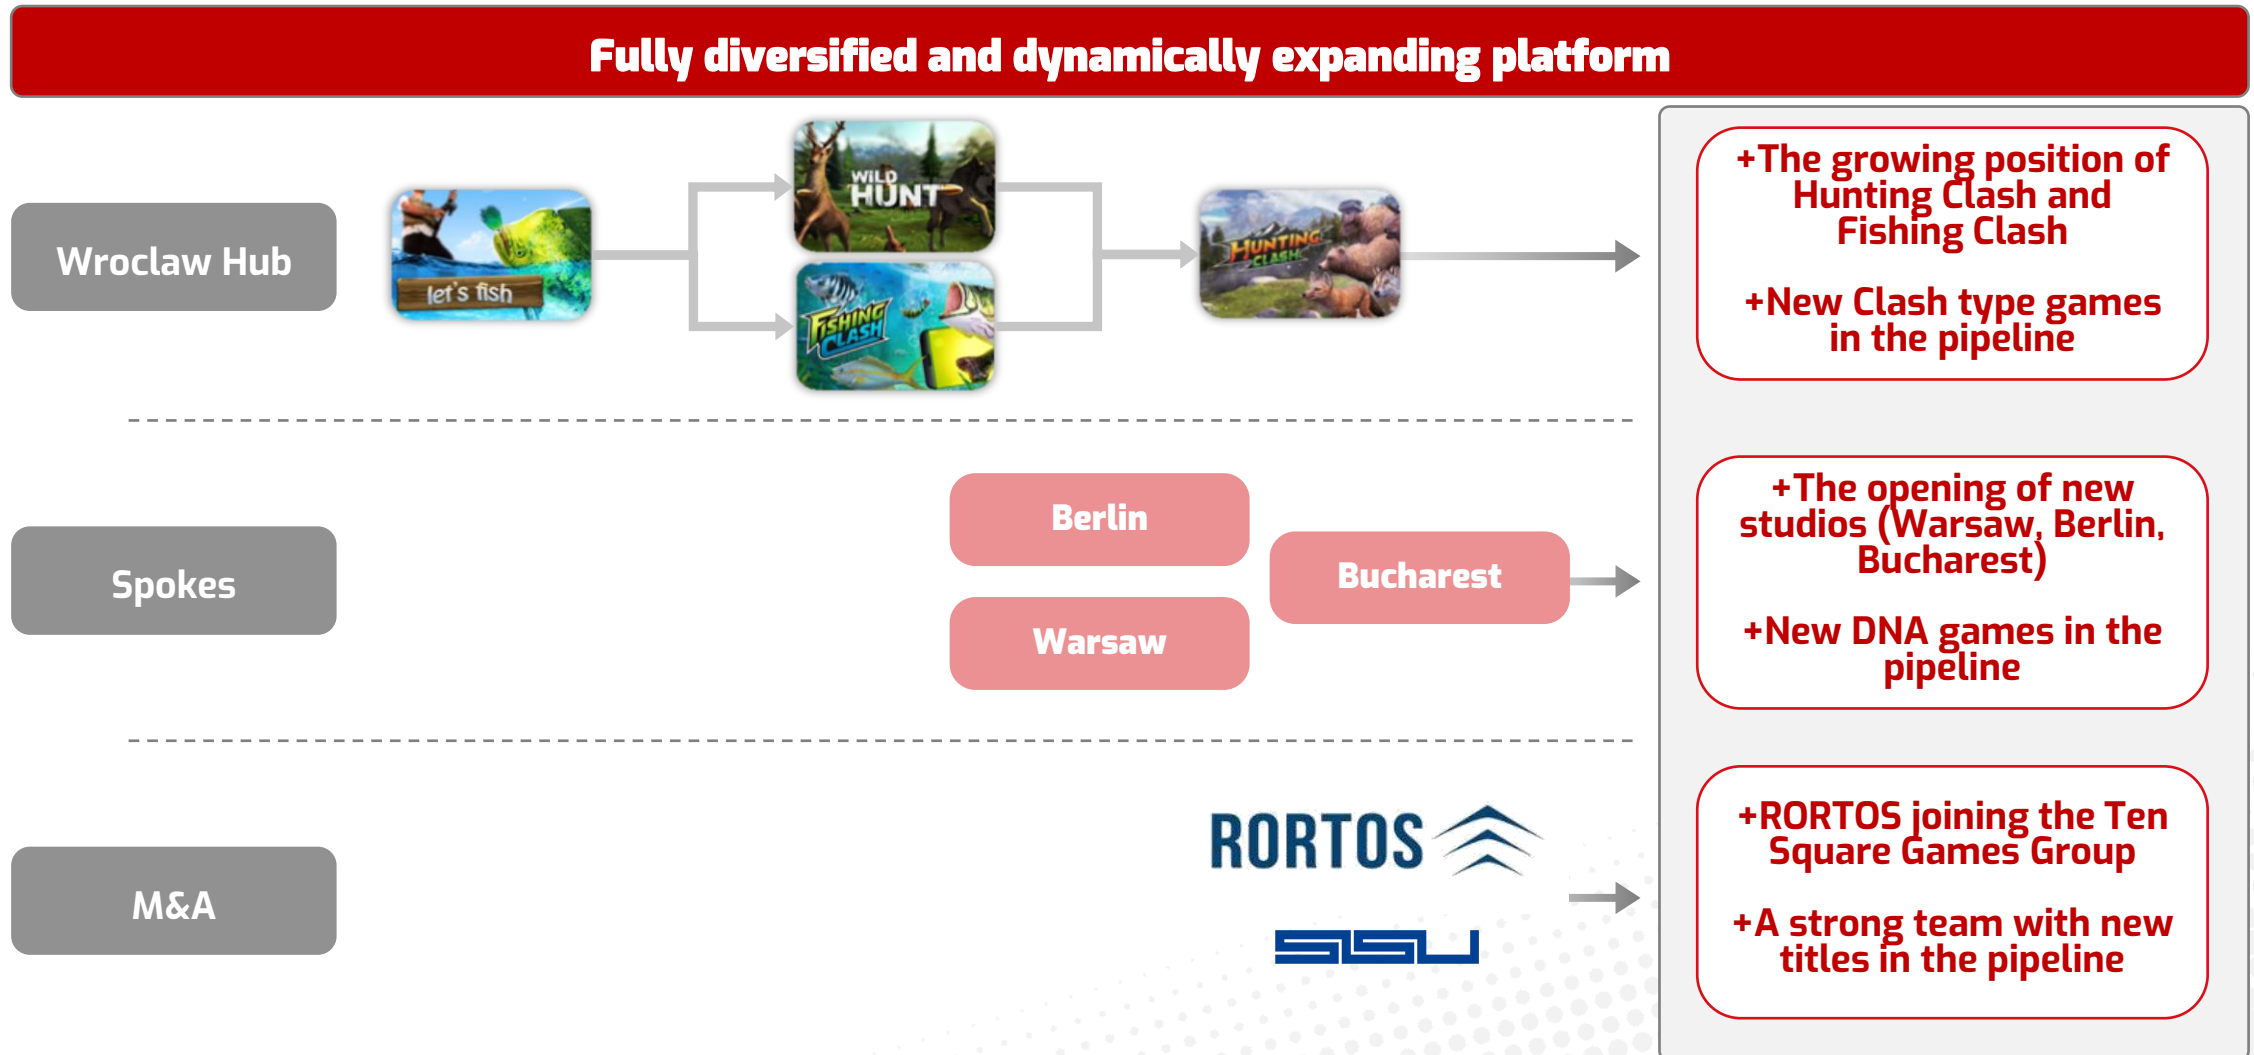 Fully diversified and dynamically expanding platform
Wroclaw Hub
let's fish
WILD
HUNT
FISHING
CLASH
HUNTING
CLASH
+The growing position of
Hunting Clash and
Fishing Clash
+New Clash type games
in the pipeline
Spokes
Berlin
Warsaw
Bucharest
+The opening of new
studios (Warsaw, Berlin,
Bucharest)
+New DNA games in the
pipeline
M&A
RORTOS
SISU
+RORTOS joining the Ten
Square Games Group
+A strong team with new
titles in the pipeline